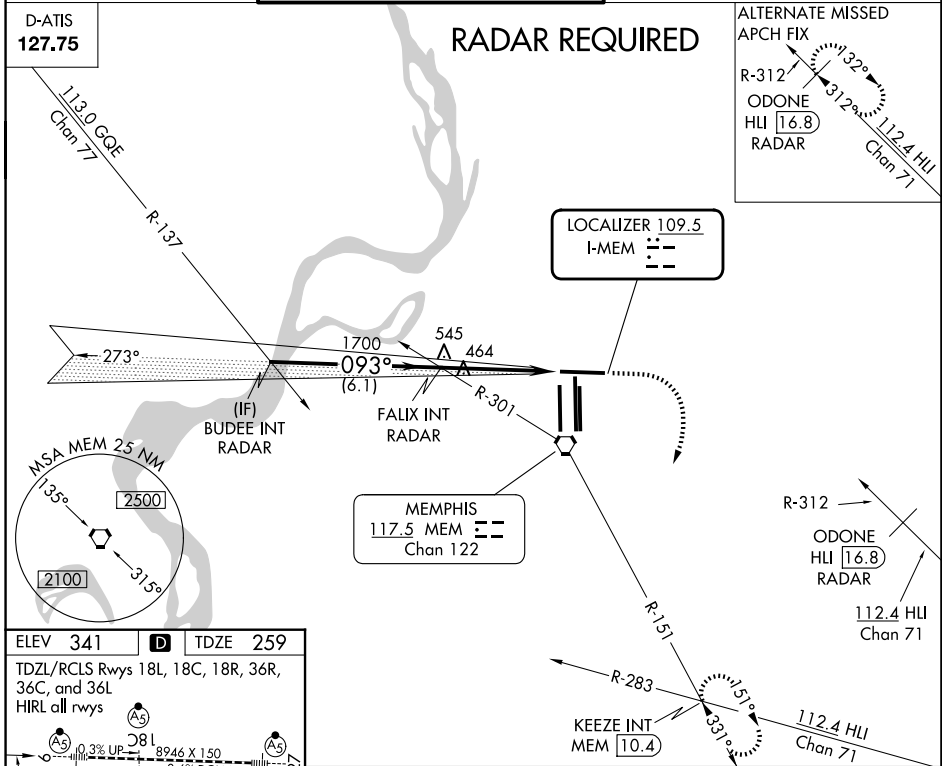 D-ATIS
127.75
RADAR REQUIRED
ALTERNATE MISSED
APCH FIX
R-312
132°
312°
ODONE
HLI 16.8
RADAR
112.4 HLI
Chan 71
113.0 GQE
Chan 77
R-137
LOCALIZER 109.5
I-MEM
273°
1700
093°
(6.1)
545
464
R-301
(IF)
BUDEE INT
RADAR
FALIX INT
RADAR
MSA MEM 25 NM
135°
2500
2100
315°
MEMPHIS
117.5 MEM
Chan 122
R-312
ODONE
HLI 16.8
RADAR
112.4 HLI
Chan 71
R-151
R-283
KEEZE INT
MEM 10.4
151°
331°
112.4 HLI
Chan 71
ELEV 341 D TDZE 259
TDZL/RCLS Rwys 18L, 18C, 18R, 36R,
36C, and 36L
HIRL all rwys
A5
A5
A5
18C
9
0.3% UP
8946 X 150